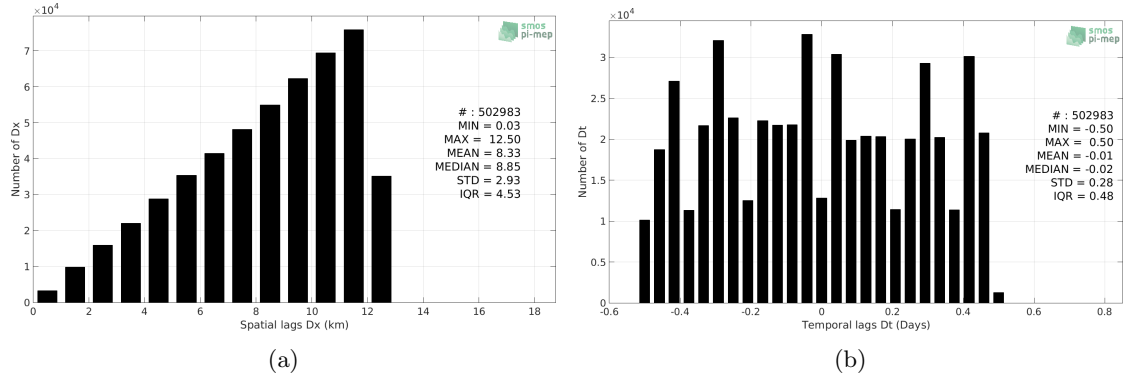 ×10⁴
7
6
5
4
3
2
1
0
Number of Dx
0 2 4 6 8 10 12 14 16 18
Spatial lags Dx (km)
smos
pi-mep
# : 502983
MIN = 0.03
MAX = 12.50
MEAN = 8.33
MEDIAN = 8.85
STD = 2.93
IQR = 4.53
(a)
×10⁴
3
2.5
2
1.5
1
0.5
0
Number of Dt
-0.6 -0.4 -0.2 0 0.2 0.4 0.6 0.8
Temporal lags Dt (Days)
smos
pi-mep
# : 502983
MIN = -0.50
MAX = 0.50
MEAN = -0.01
MEDIAN = -0.02
STD = 0.28
IQR = 0.48
(b)